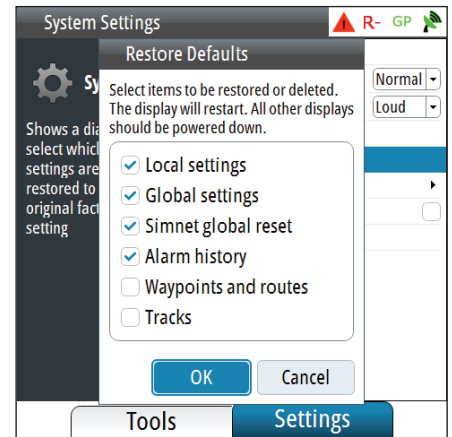 System Settings
R- GP
Restore Defaults
Sy
Select items to be restored or deleted.
The display will restart. All other displays
should be powered down.
Normal
Loud
Shows a dia
select which
settings are
restored to
original fact
setting
Local settings
Global settings
Simnet global reset
Alarm history
Waypoints and routes
Tracks
OK
Cancel
Tools
Settings